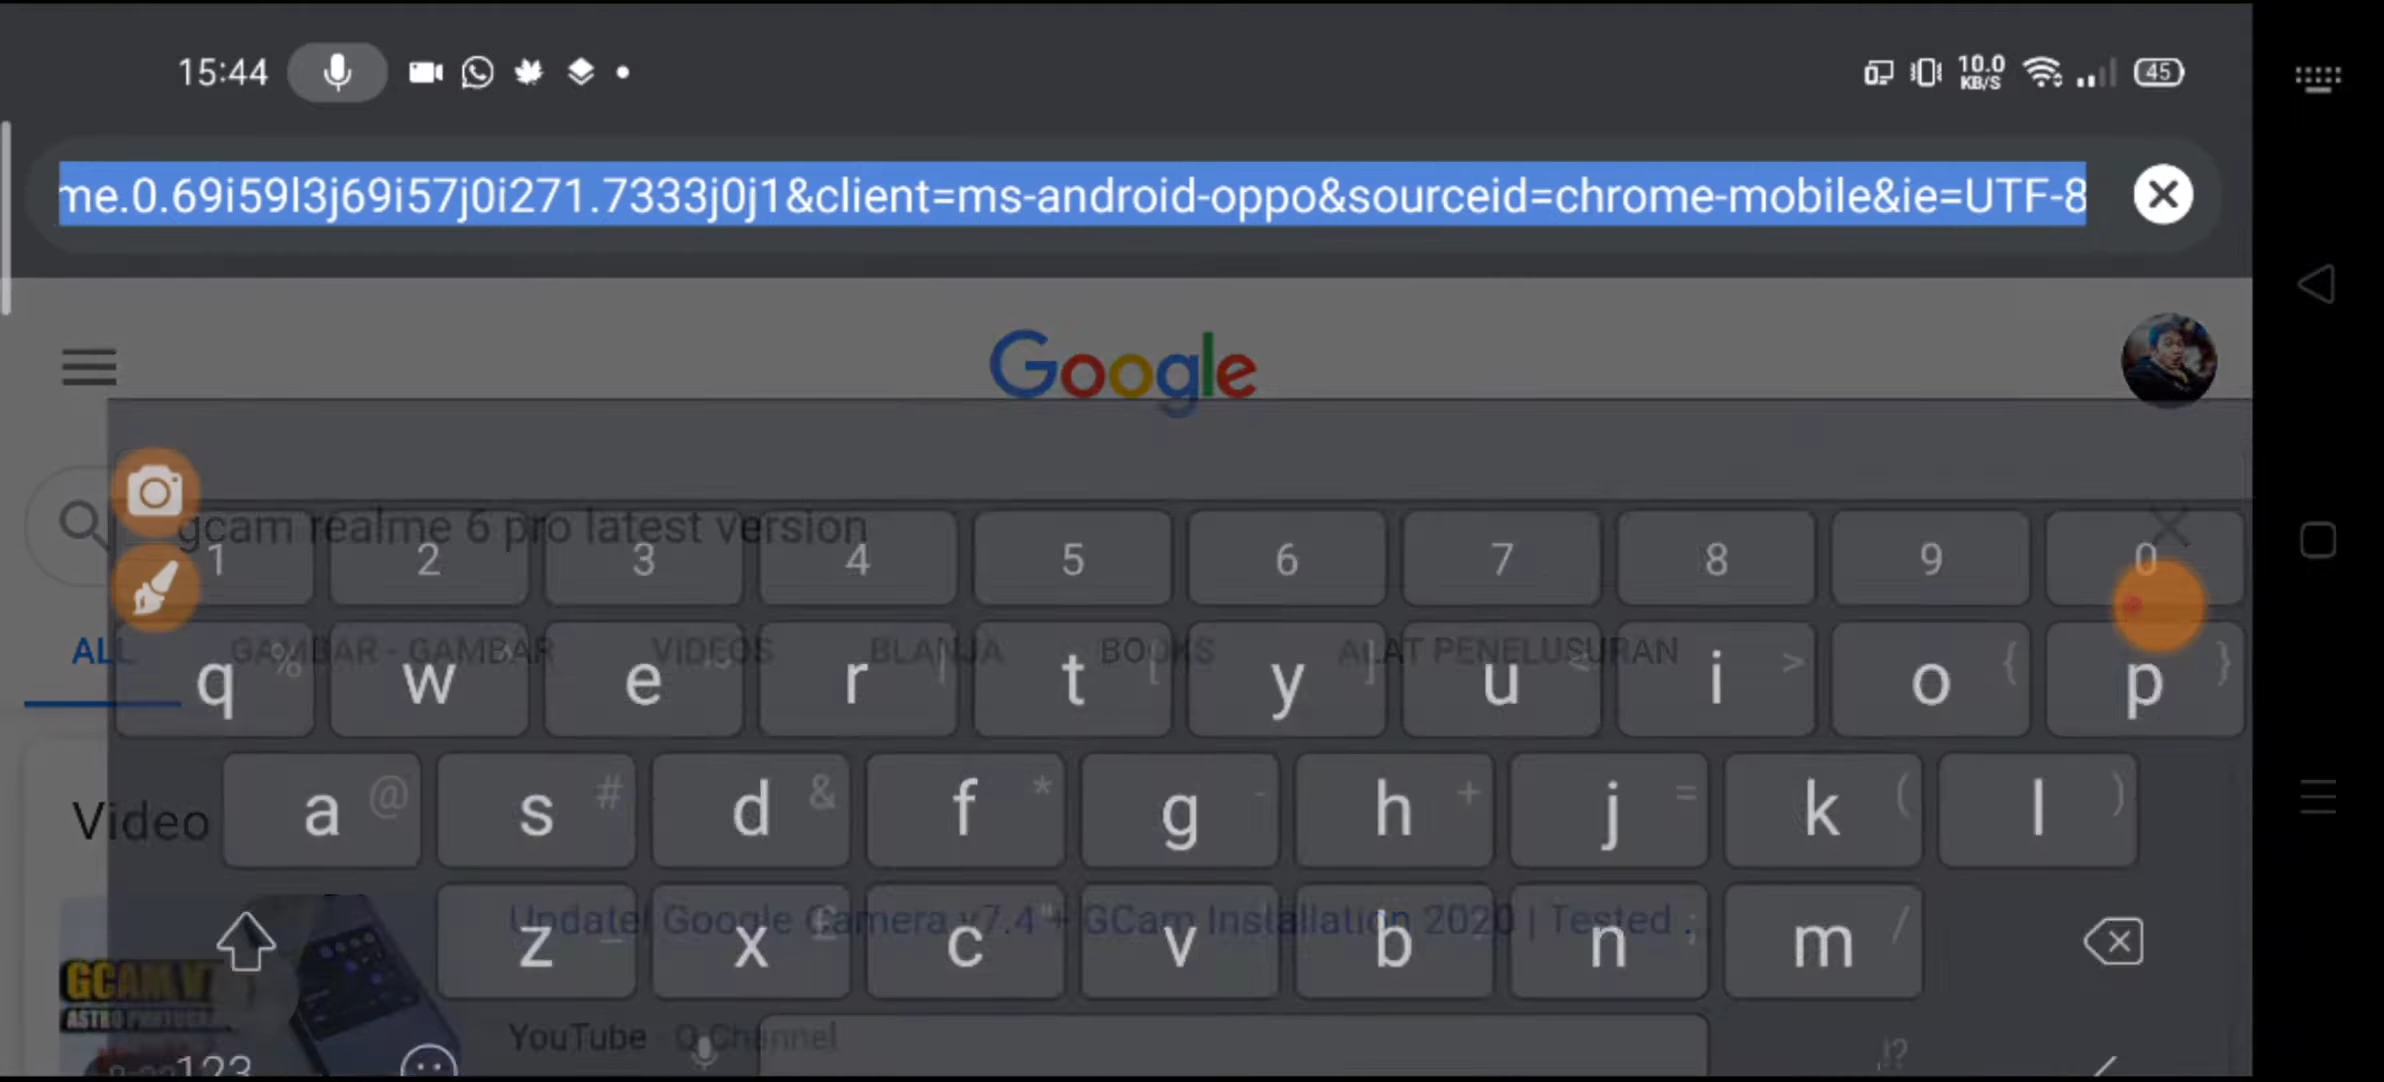 15:44
10.0
KB/S
45
me.0.69i59l3j69i57j0i271.7333j0j1&client=ms-android-oppo&sourceid=chrome-mobile&ie=UTF-8
Google
gcam realme 6 pro latest version
1 2 3 4 5 6 7 8 9 0
ALL GAMBAR - GAMBAR VIDEOS BLANJA BOOKS ALAT PENELUSURAN
q % w e r | t [ y ] u < i > o { p }
Video
a @ s # d & f * g - h + j = k ( l )
Update! Google Camera v7.4 + GCam Installation 2020 | Tested
z _ x £ c " v b n ; m /
GCAM
ASTRO
YouTube - Q Channel
123
!?